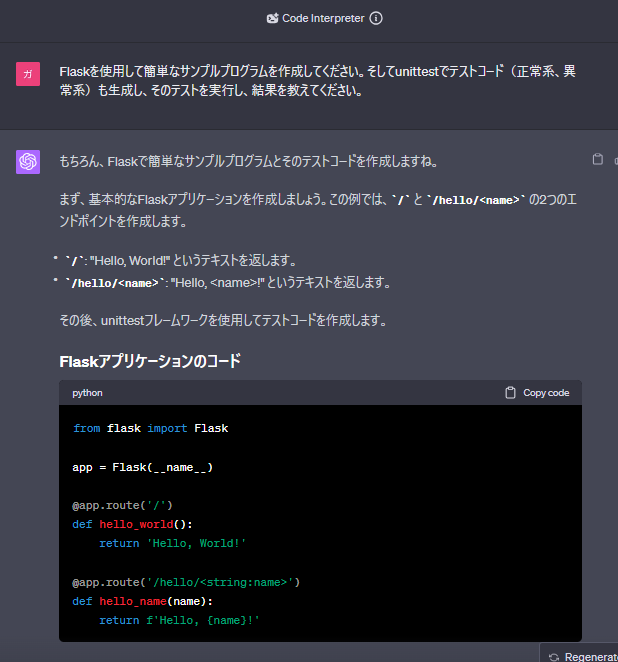 Code Interpreter
ガ
Flaskを使用して簡単なサンプルプログラムを作成してください。そしてunittestでテストコード（正常系、異
常系）も生成し、そのテストを実行し、結果を教えてください。
もちろん、Flaskで簡単なサンプルプログラムとそのテストコードを作成しますね。
まず、基本的なFlaskアプリケーションを作成しましょう。この例では、`/` と `/hello/<name>` の2つのエ
ンドポイントを作成します。
• `/`: "Hello, World!" というテキストを返します。
• `/hello/<name>`: "Hello, <name>!" というテキストを返します。
その後、unittestフレームワークを使用してテストコードを作成します。
Flaskアプリケーションのコード
python
Copy code
from flask import Flask
app = Flask(__name__)
@app.route('/')
def hello_world():
    return 'Hello, World!'
@app.route('/hello/<string:name>')
def hello_name(name):
    return f'Hello, {name}!'
Regenerat